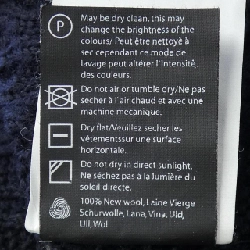 May be dry clean, this may
change the brightness of the
colours/ Peut être nettoyé à
sec cependant ce mode de
lavage peut altérer l'intensité,
des couleurs.
P
Do not air or tumble dry/Ne pas
secher à l'air chaud et avec une
machine mecanique.
Dry flat/Veuillez secher les
vêtementssur une surface
horizontale.
Do not dry in direct sunlight,
Ne séchez pas à la lumière du
soleil directe.
100% New wool, Laine Vierge
Schurwolle, Lana, Vina, Uld,
Ull, Wol